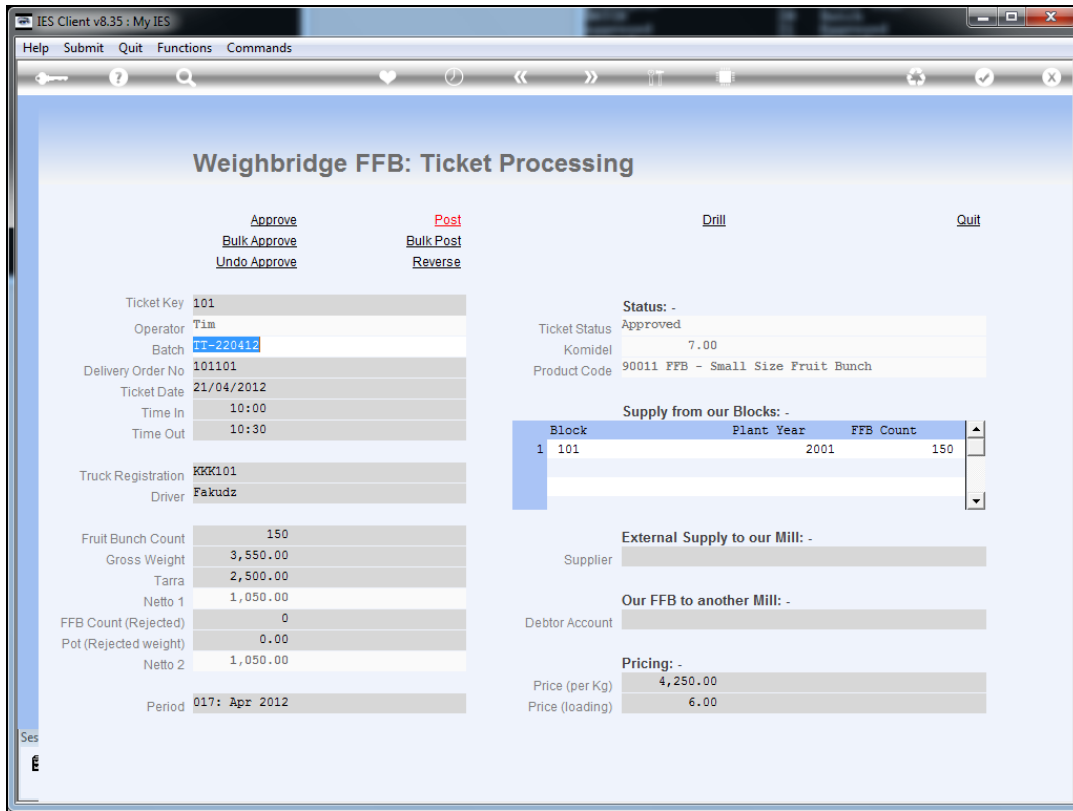 IES Client v8.35 : My IES
Help Submit Quit Functions Commands
Weighbridge FFB: Ticket Processing
Approve Post Drill Quit
Bulk Approve Bulk Post
Undo Approve Reverse
Ticket Key 101
Operator Tim
Batch TT-220412
Delivery Order No 101101
Ticket Date 21/04/2012
Time In 10:00
Time Out 10:30
Truck Registration KKK101
Driver Fakudz
Fruit Bunch Count 150
Gross Weight 3,550.00
Tarra 2,500.00
Netto 1 1,050.00
FFB Count (Rejected) 0
Pot (Rejected weight) 0.00
Netto 2 1,050.00
Period 017: Apr 2012
Status: -
Ticket Status Approved
Komidel 7.00
Product Code 90011 FFB - Small Size Fruit Bunch
Supply from our Blocks: -
Block Plant Year FFB Count
1 101 2001 150
External Supply to our Mill: -
Supplier
Our FFB to another Mill: -
Debtor Account
Pricing: -
Price (per Kg) 4,250.00
Price (loading) 6.00
Ses